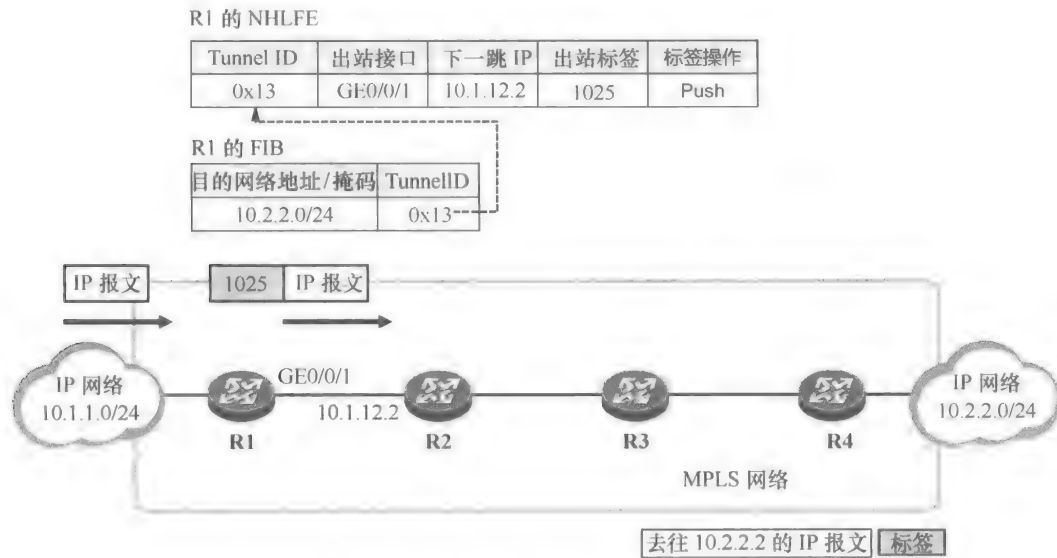 R1 的 NHLFE
Tunnel ID 出站接口 下一跳 IP 出站标签 标签操作
0x13 GE0/0/1 10.1.12.2 1025 Push
R1 的 FIB
目的网络地址/掩码 TunnelID
10.2.2.0/24 0x13
IP 报文 1025 IP 报文
IP 网络
10.1.1.0/24
GE0/0/1
10.1.12.2
IP 网络
10.2.2.0/24
R1 R2 R3 R4
MPLS 网络
去往 10.2.2.2 的 IP 报文 标签